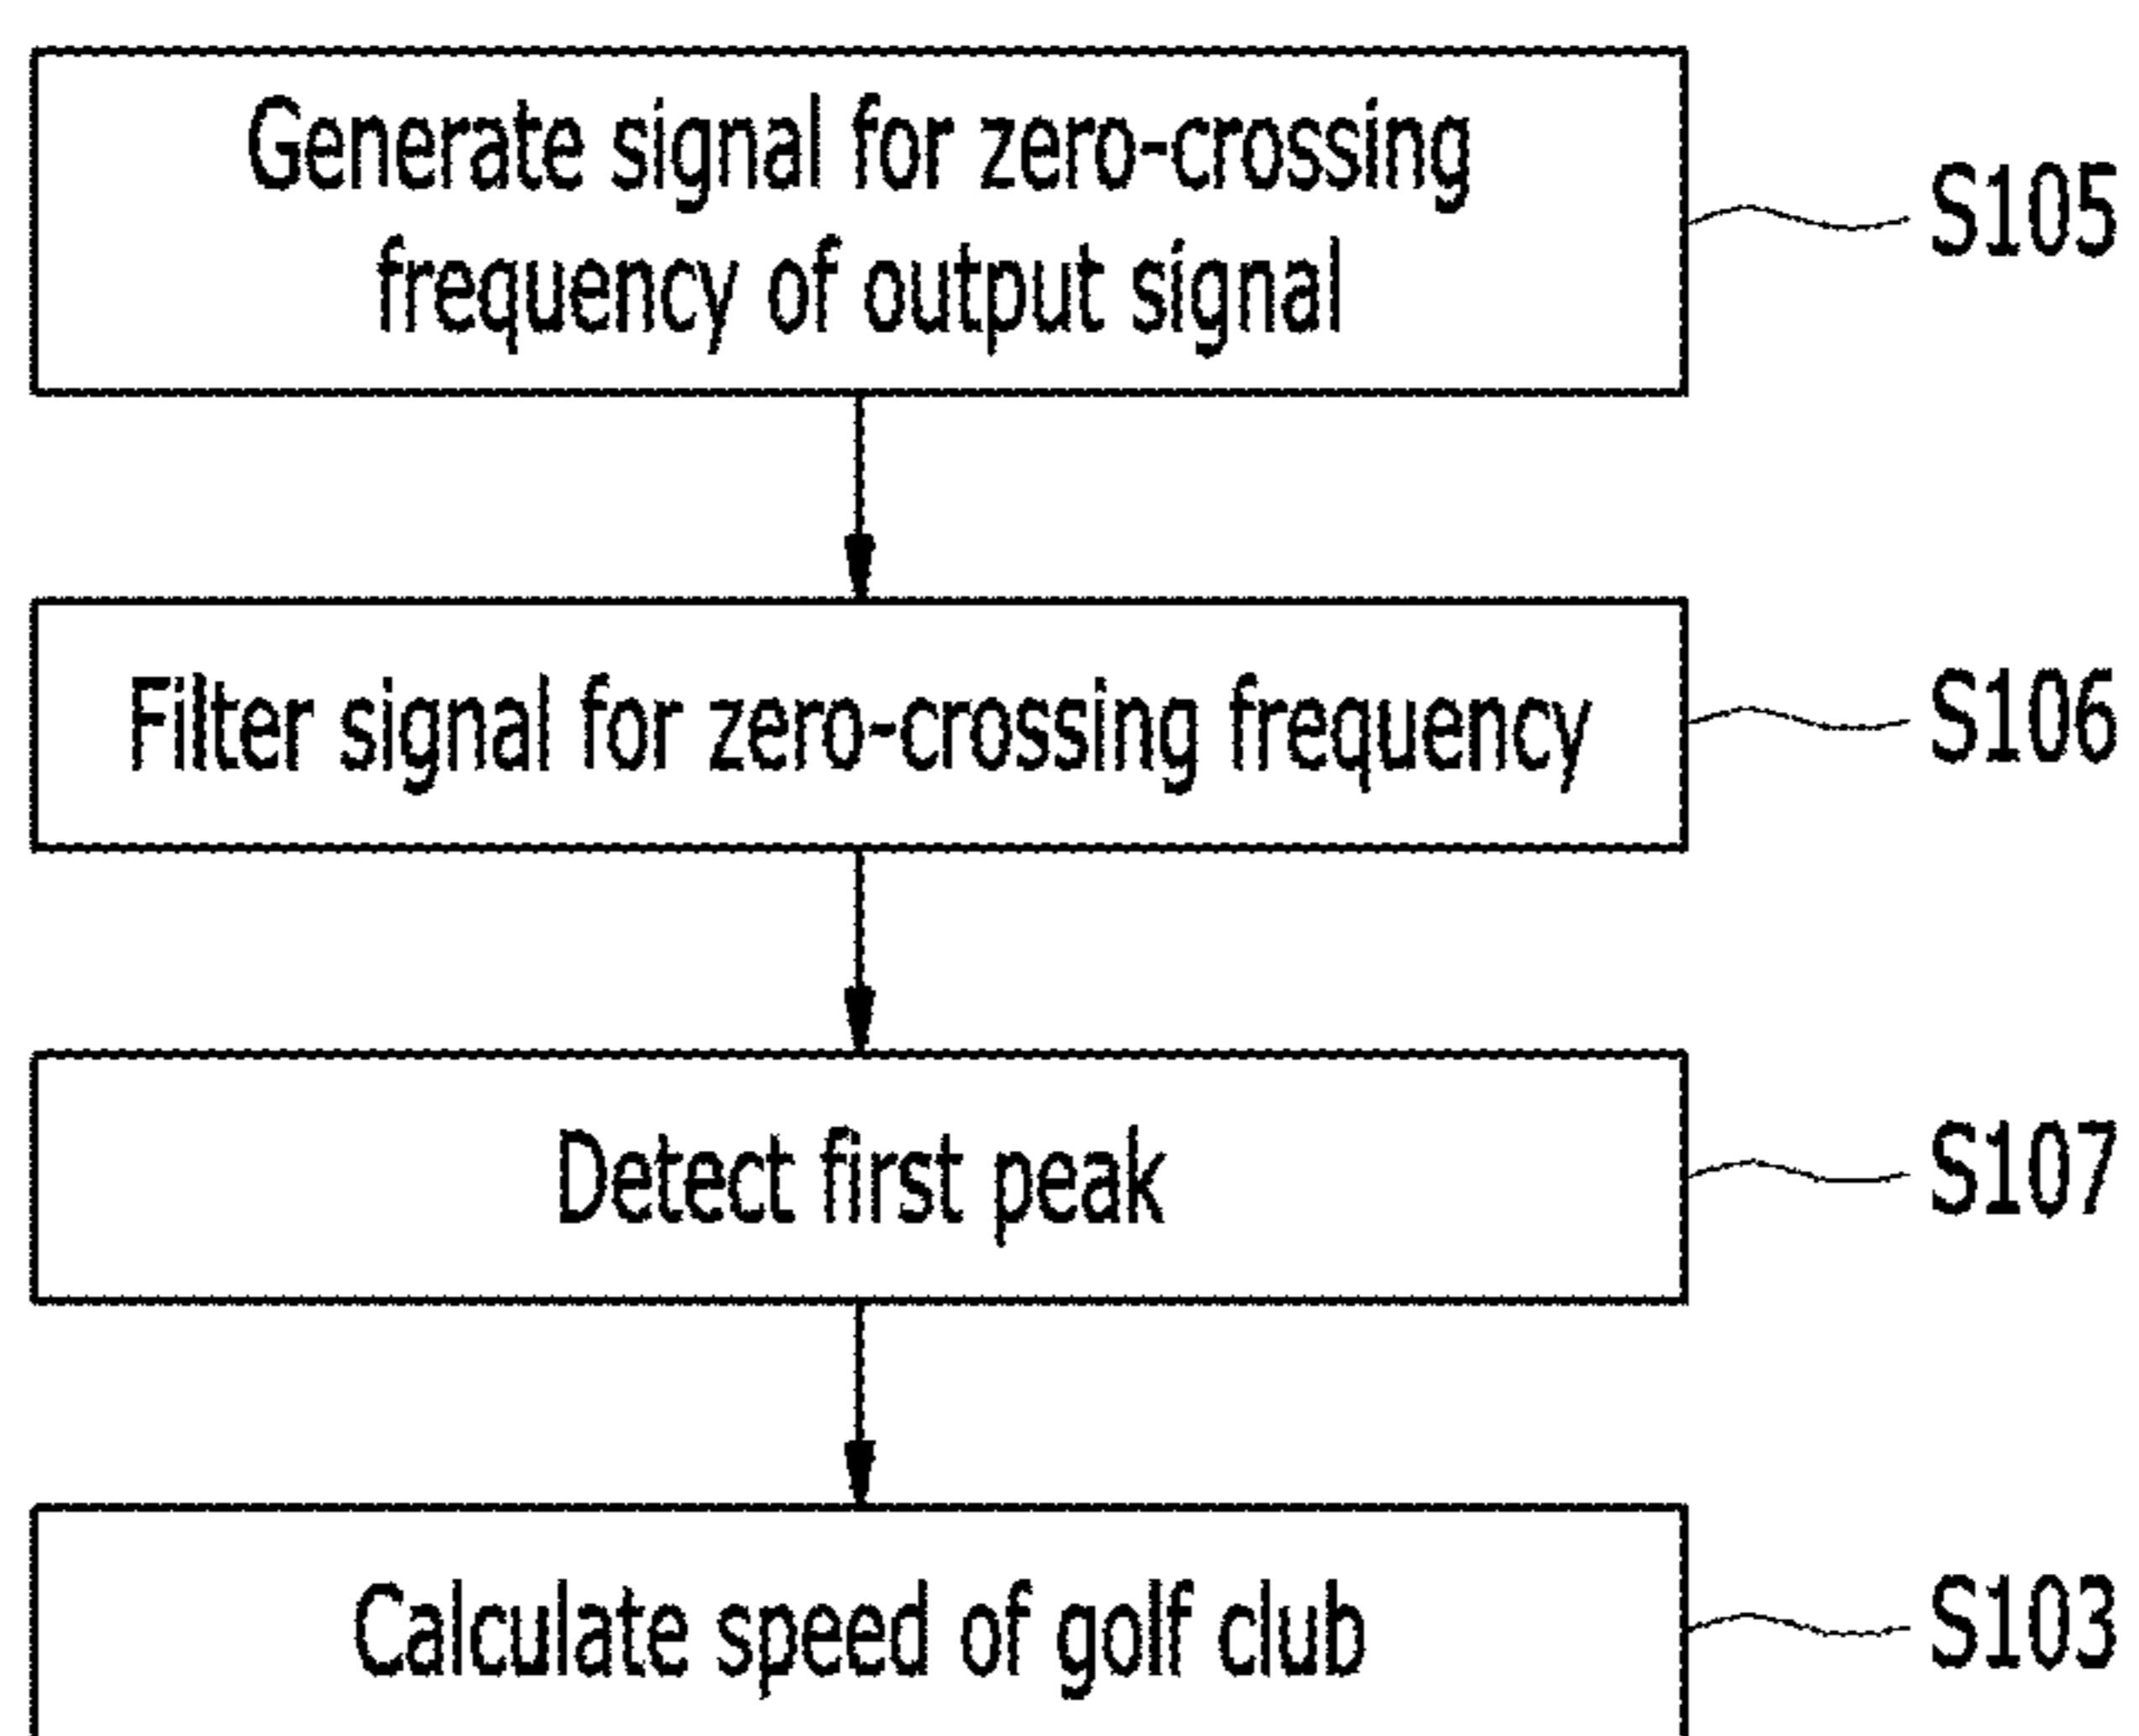 Generate signal for zero-crossing
frequency of output signal
S105
Filter signal for zero-crossing frequency
S106
Detect first peak
S107
Calculate speed of golf club
S103